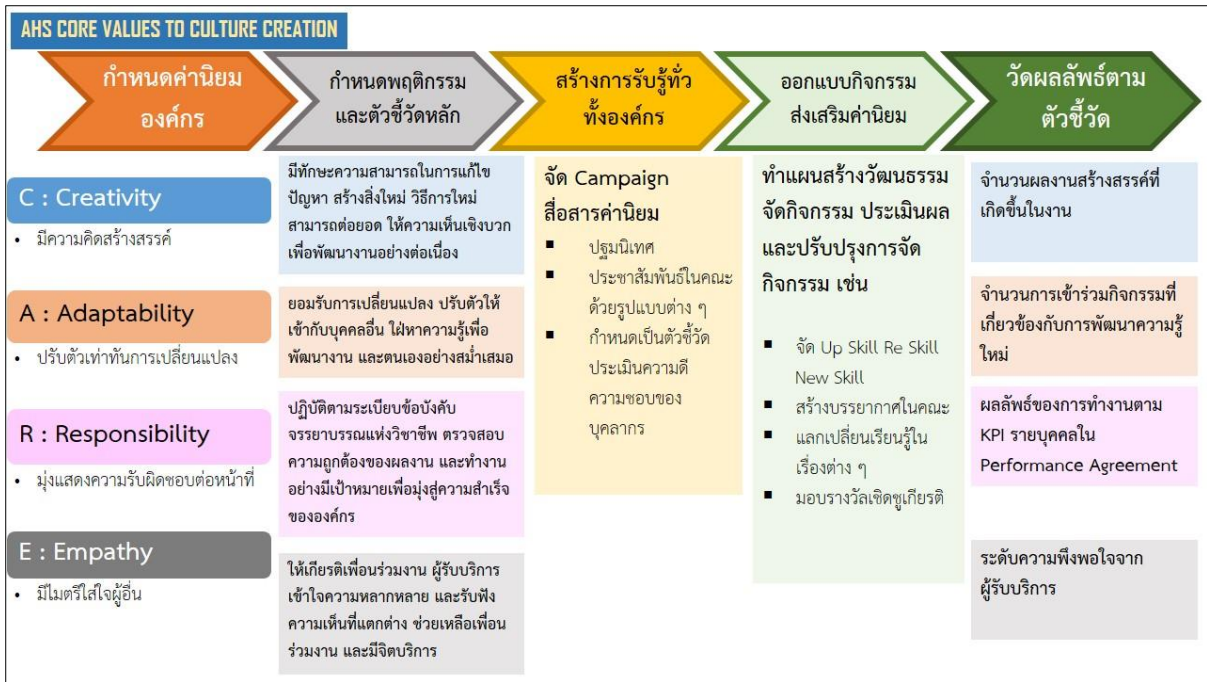 AHS CORE VALUES TO CULTURE CREATION
กำหนดค่านิยม
องค์กร
กำหนดพฤติกรรม
และตัวชี้วัดหลัก
สร้างการรับรู้ทั่ว
ทั้งองค์กร
ออกแบบกิจกรรม
ส่งเสริมค่านิยม
วัดผลลัพธ์ตาม
ตัวชี้วัด
C : Creativity
• มีความคิดสร้างสรรค์
A : Adaptability
• ปรับตัวเท่าทันการเปลี่ยนแปลง
R : Responsibility
• มุ่งแสดงความรับผิดชอบต่อหน้าที่
E : Empathy
• มีไมตรีใส่ใจผู้อื่น
มีทักษะความสามารถในการแก้ไข
ปัญหา สร้างสิ่งใหม่ วิธีการใหม่
สามารถต่อยอด ให้ความเห็นเชิงบวก
เพื่อพัฒนางานอย่างต่อเนื่อง
ยอมรับการเปลี่ยนแปลง ปรับตัวให้
เข้ากับบุคคลอื่น ใฝ่หาความรู้เพื่อ
พัฒนางาน และตนเองอย่างสม่ำเสมอ
ปฏิบัติตามระเบียบข้อบังคับ
จรรยาบรรณแห่งวิชาชีพ ตรวจสอบ
ความถูกต้องของผลงาน และทำงาน
อย่างมีเป้าหมายเพื่อมุ่งสู่ความสำเร็จ
ขององค์กร
ให้เกียรติเพื่อนร่วมงาน ผู้รับบริการ
เข้าใจความหลากหลาย และรับฟัง
ความเห็นที่แตกต่าง ช่วยเหลือเพื่อน
ร่วมงาน และมีจิตบริการ
จัด Campaign
สื่อสารค่านิยม
▪ ปฐมนิเทศ
▪ ประชาสัมพันธ์ในคณะ
ด้วยรูปแบบต่าง ๆ
▪ กำหนดเป็นตัวชี้วัด
ประเมินความดี
ความชอบของ
บุคลากร
ทำแผนสร้างวัฒนธรรม
จัดกิจกรรม ประเมินผล
และปรับปรุงการจัด
กิจกรรม เช่น
▪ จัด Up Skill Re Skill
New Skill
▪ สร้างบรรยากาศในคณะ
▪ แลกเปลี่ยนเรียนรู้ใน
เรื่องต่าง ๆ
▪ มอบรางวัลเชิดชูเกียรติ
จำนวนผลงานสร้างสรรค์ที่
เกิดขึ้นในงาน
จำนวนการเข้าร่วมกิจกรรมที่
เกี่ยวข้องกับการพัฒนาความรู้
ใหม่
ผลลัพธ์ของการทำงานตาม
KPI รายบุคคลใน
Performance Agreement
ระดับความพึงพอใจจาก
ผู้รับบริการ